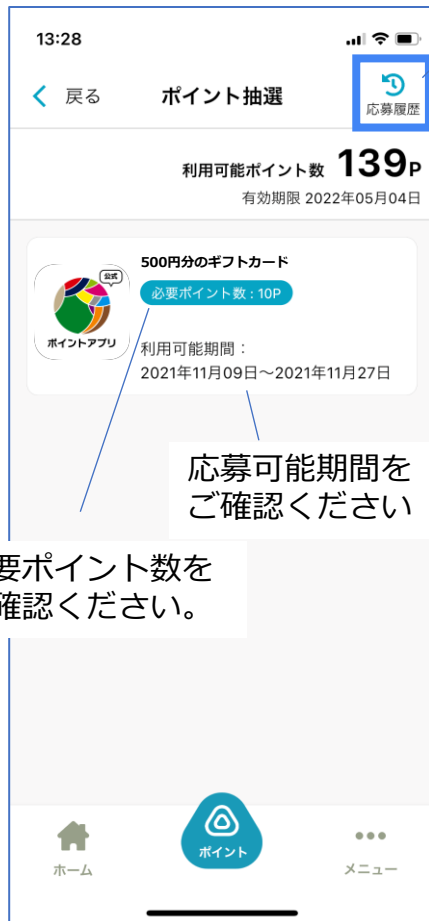 13:28
戻る
ポイント抽選
応募履歴
利用可能ポイント数 139P
有効期限 2022年05月04日
500円分のギフトカード
公式
必要ポイント数：10P
ポイントアプリ
利用可能期間：
2021年11月09日～2021年11月27日
応募可能期間を
ご確認ください
要ポイント数を
確認ください。
ポイント
ホーム
メニュー